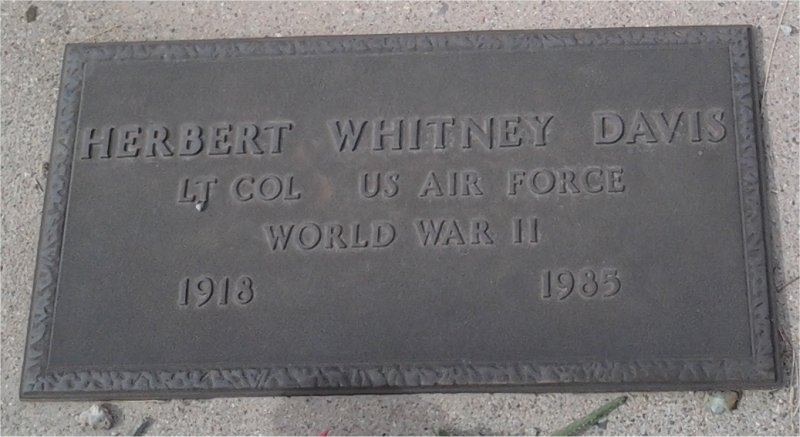 HERBERT WHITNEY DAVIS
LT COL US AIR FORCE
WORLD WAR II
1918 1985